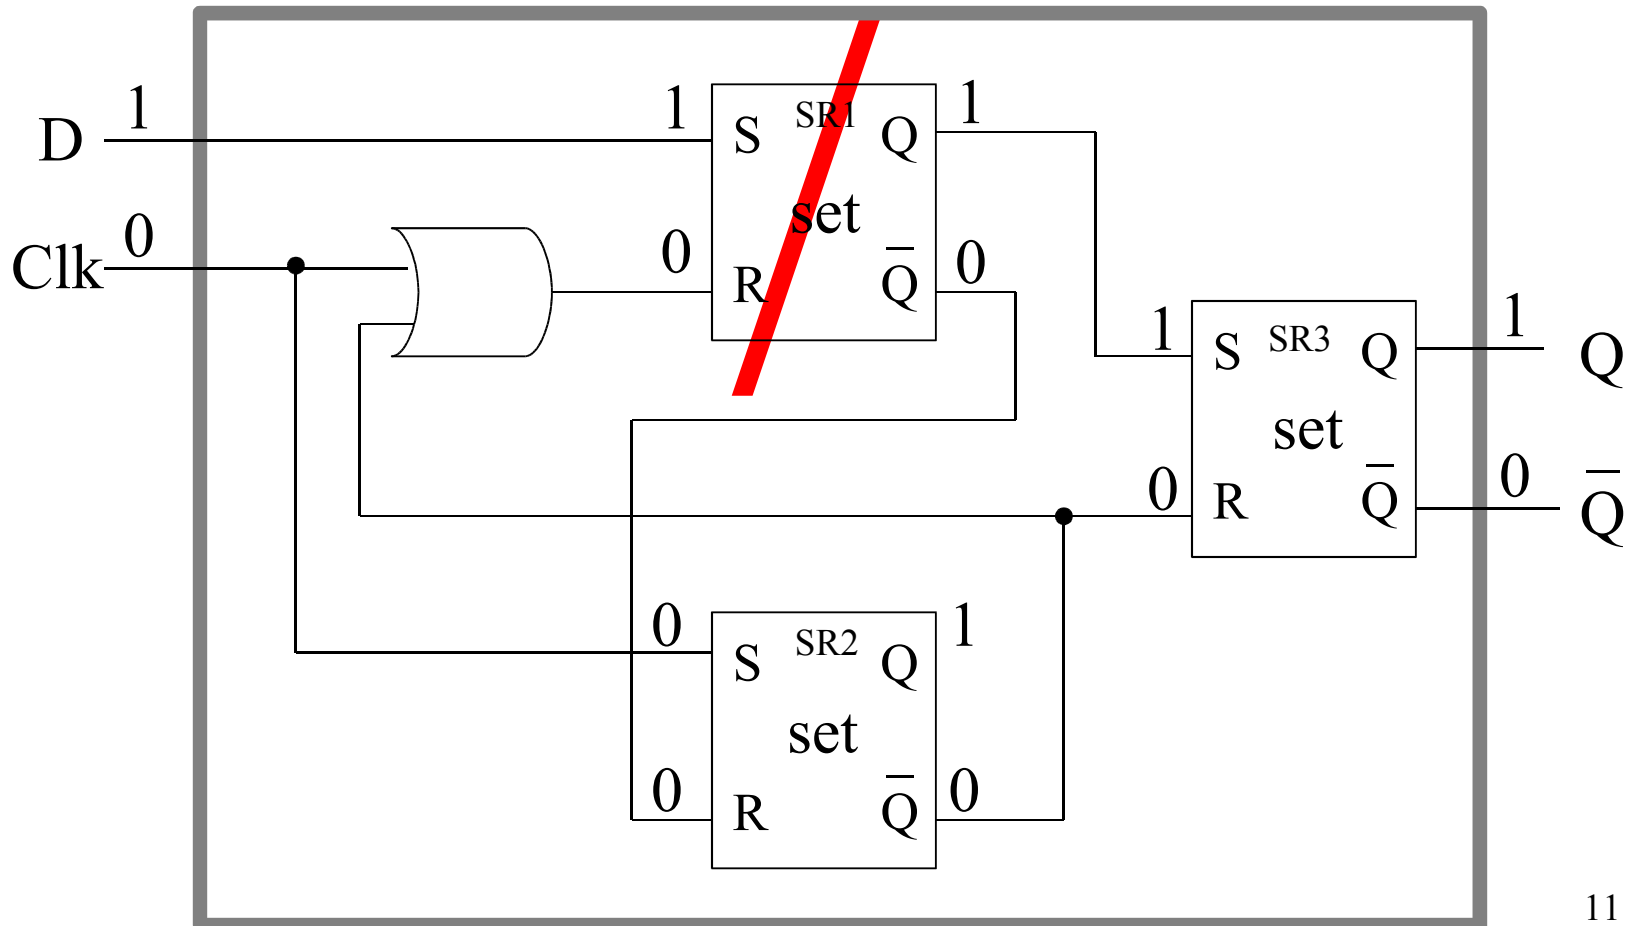 D 1 1 S SR1 Q 1
set
Clk 0 0 R Q 0
1 S SR3 Q 1 Q
set
0 R Q 0 Q
0 S SR2 Q 1
set
0 R Q 0
11